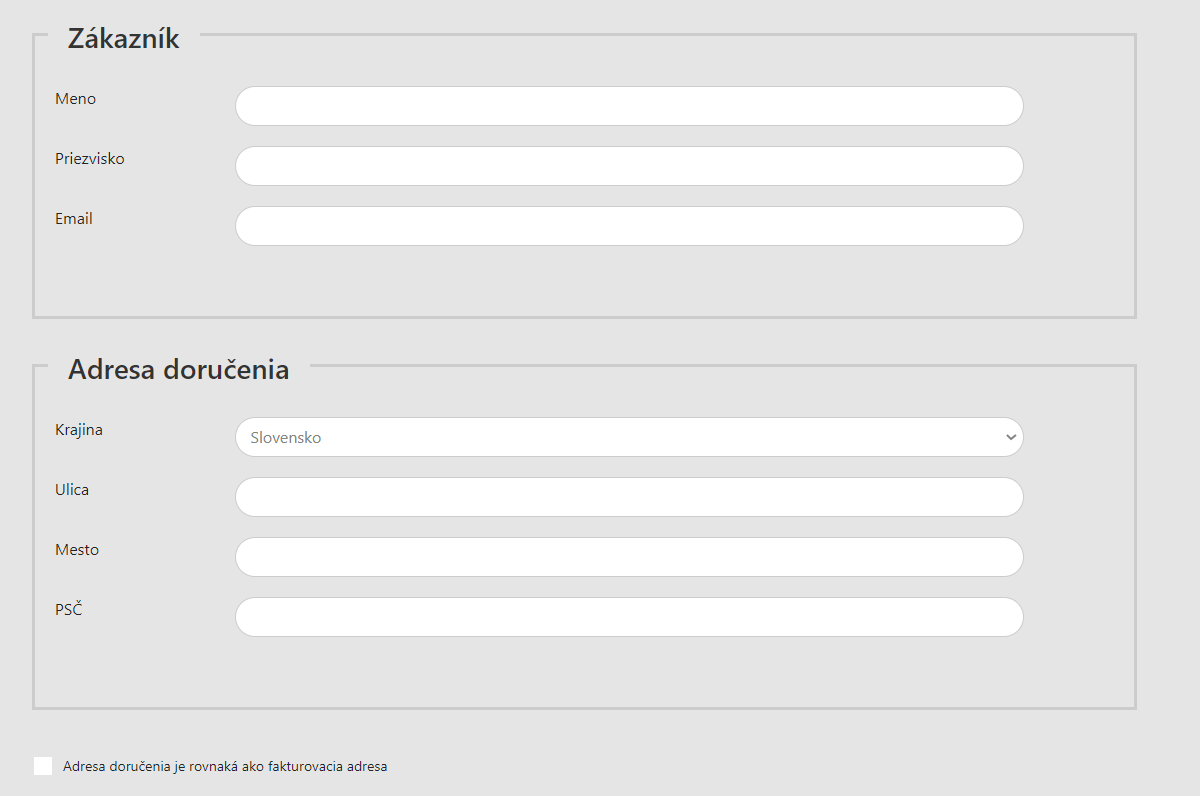 Zákazník
Meno
Priezvisko
Email
Adresa doručenia
Krajina
Slovensko
Ulica
Mesto
PSČ
Adresa doručenia je rovnaká ako fakturovacia adresa